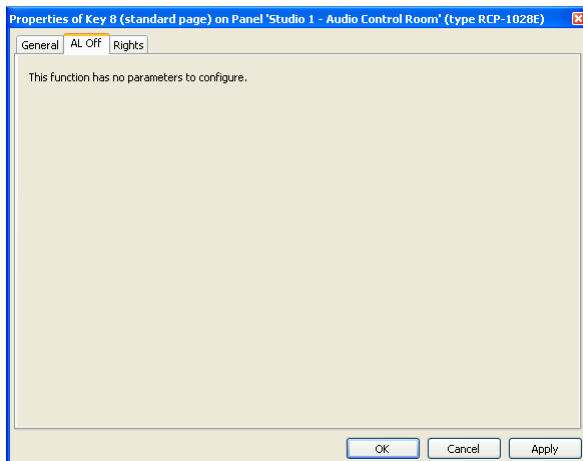 Properties of Key 8 (standard page) on Panel 'Studio 1 - Audio Control Room' (type RCP-1028E)
General AL Off Rights
This function has no parameters to configure.
OK Cancel Apply